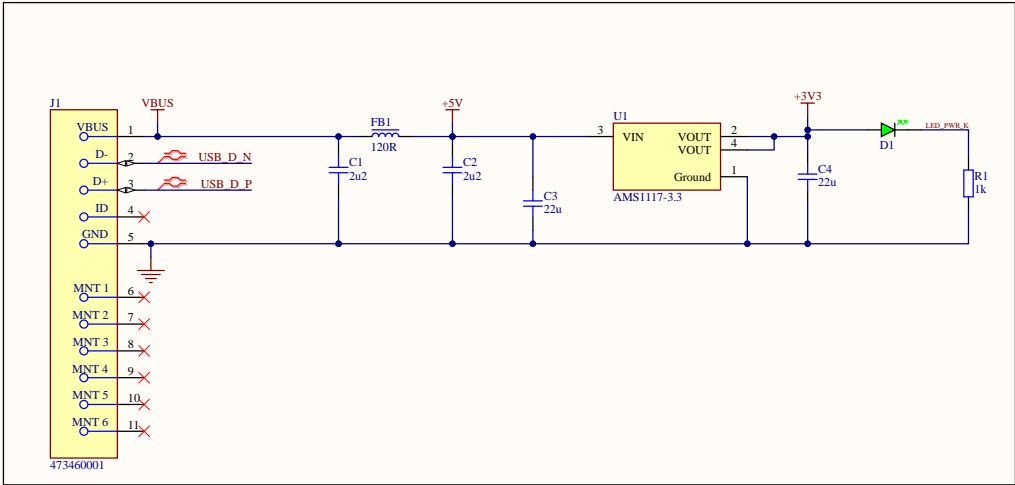 J1
VBUS
+5V
+3V3
VBUS
1
FB1
120R
3
U1
VIN
VOUT
2
VOUT
4
Ground
1
AMS1117-3.3
D1
LED_PWR_K
D-
2
USB_D_N
D+
3
USB_D_P
C1
2u2
C2
2u2
C3
22u
C4
22u
R1
1k
ID
4
GND
5
MNT 1
6
MNT 2
7
MNT 3
8
MNT 4
9
MNT 5
10
MNT 6
11
473460001